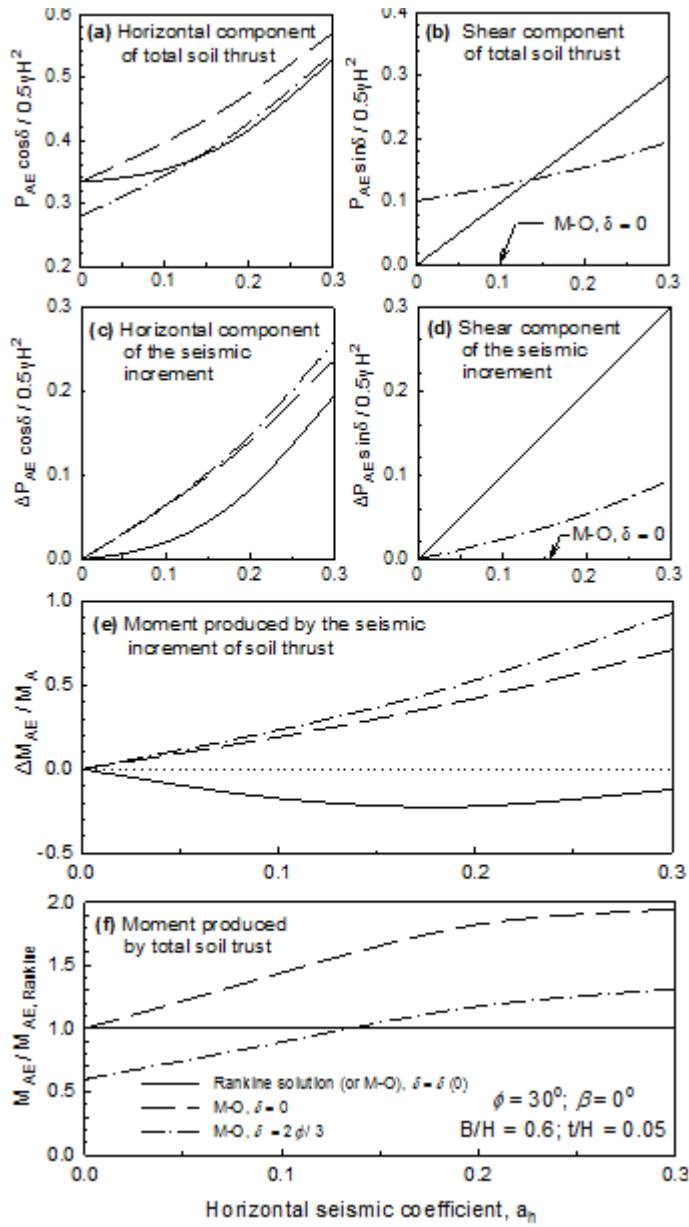 (a) Horizontal component
of total soil thrust
P_AE cosδ / 0.5γH²
0.6
0.5
0.4
0.3
0.2
0 0.1 0.2 0.3
(b) Shear component
of total soil thrust
P_AE sinδ / 0.5γH²
0.4
0.3
0.2
0.1
0.0
M-O, δ = 0
0 0.1 0.2 0.3
(c) Horizontal component
of the seismic
increment
ΔP_AE cosδ / 0.5γH²
0.3
0.2
0.1
0.0
0 0.1 0.2 0.3
(d) Shear component
of the seismic
increment
ΔP_AE sinδ / 0.5γH²
0.3
0.2
0.1
0.0
M-O, δ = 0
0 0.1 0.2 0.3
(e) Moment produced by the seismic
increment of soil thrust
ΔM_AE / M_A
1.0
0.5
0.0
-0.5
0.0 0.1 0.2 0.3
(f) Moment produced
by total soil trust
M_AE / M_AE, Rankine
2.0
1.5
1.0
0.5
0.0
Rankine solution (or M-O), δ = δ (0)
M-O, δ = 0
M-O, δ = 2ϕ/ 3
ϕ = 30⁰; β = 0⁰
B/H = 0.6; t/H = 0.05
0.0 0.1 0.2 0.3
Horizontal seismic coefficient, a_h